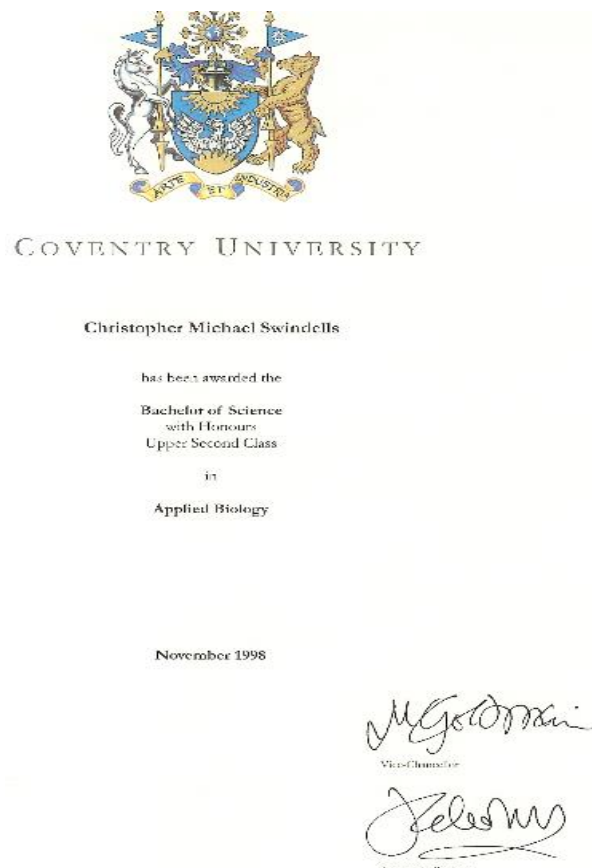 ARTE ET INDUSTRIA
COVENTRY UNIVERSITY
Christopher Michael Swindells
has been awarded the
Bachelor of Science
with Honours
Upper Second Class
in
Applied Biology
November 1998
Vice-Chancellor